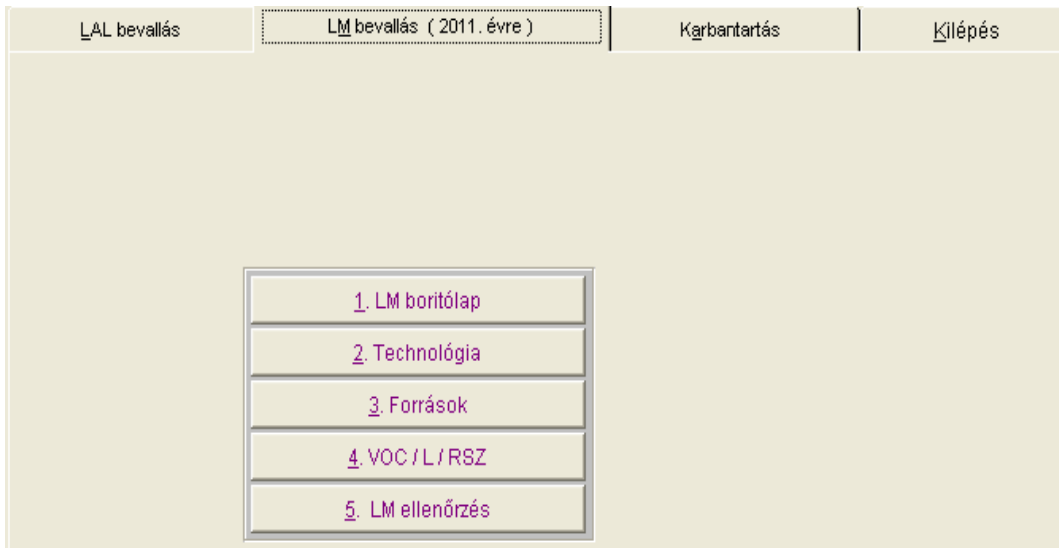 LAL bevallás
LM bevallás ( 2011. évre )
Karbantartás
Kilépés
1. LM boritólap
2. Technológia
3. Források
4. VOC / L / RSZ
5. LM ellenőrzés